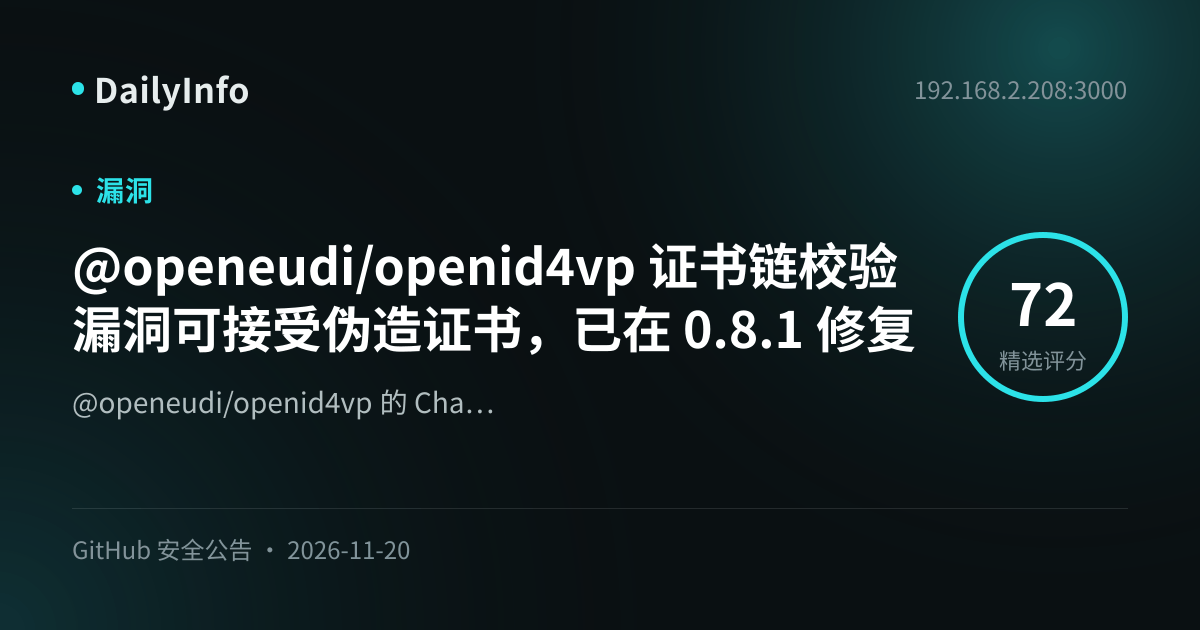 DailyInfo
192.168.2.208:3000
漏洞
@openeudi/openid4vp 证书链校验
漏洞可接受伪造证书，已在 0.8.1 修复
72
精选评分
@openeudi/openid4vp 的 Cha…
GitHub 安全公告 · 2026-11-20